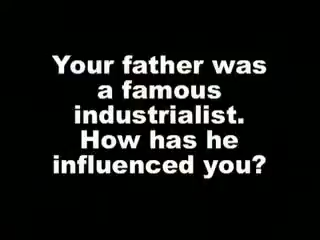 Your father was
a famous
industrialist.
How has he
influenced you?